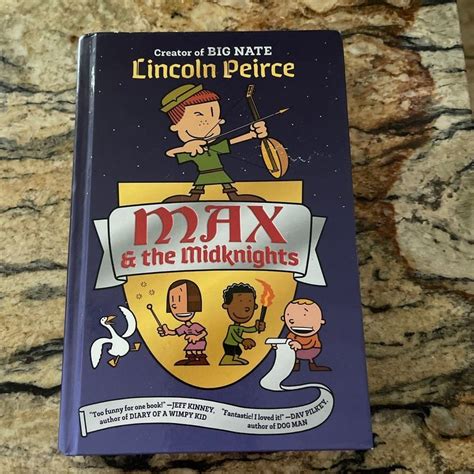 Creator of BIG NATE
Lincoln Peirce
MAX
& the Midknights
"Too funny for one book!" —JEFF KINNEY,
author of DIARY OF A WIMPY KID
"Fantastic! I loved it!" —DAV PILKEY,
author of DOG MAN